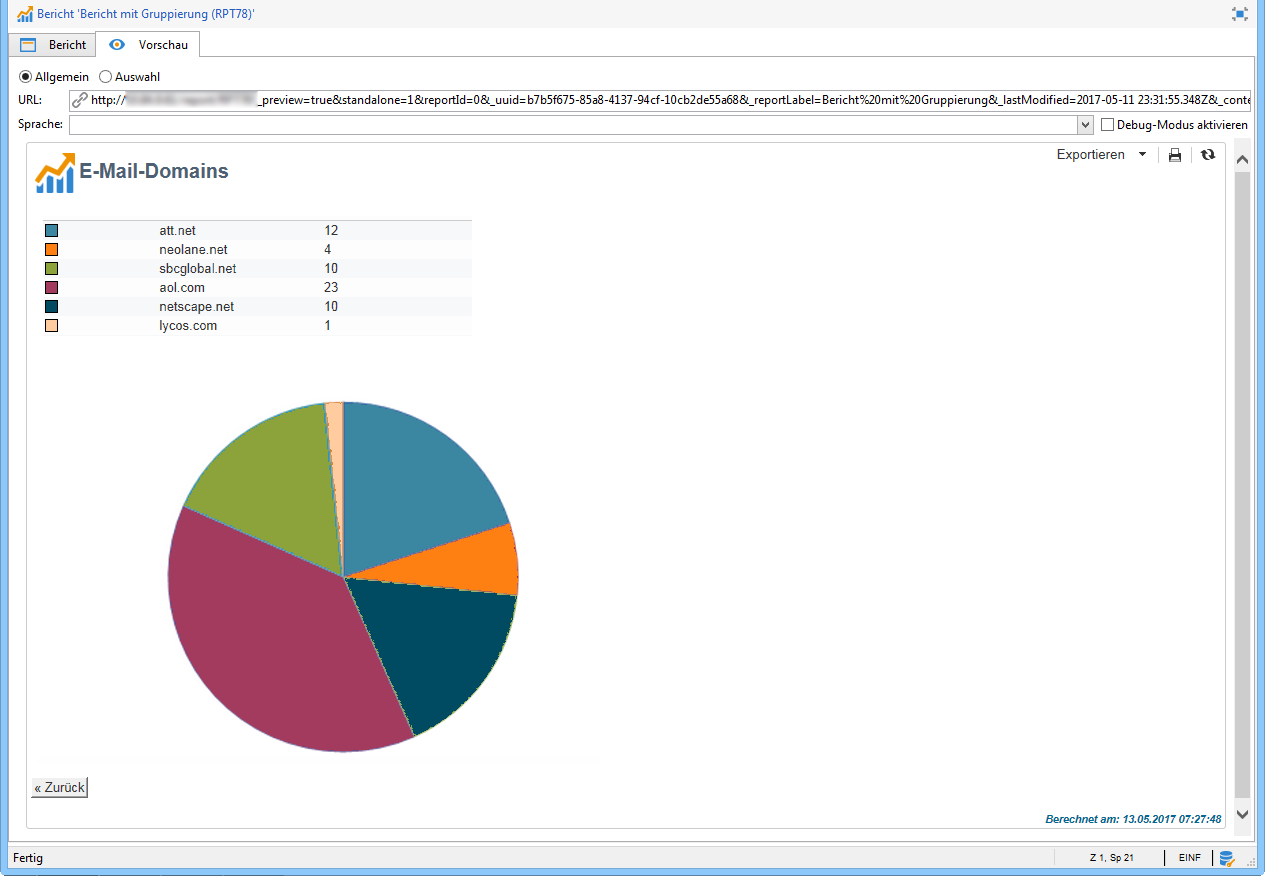 Bericht 'Bericht mit Gruppierung (RPT78)'
Bericht Vorschau
Allgemein Auswahl
URL: http:// _preview=true&standalone=1&reportId=0&_uuid=b7b5f675-85a8-4137-94cf-10cb2de55a68&_reportLabel=Bericht%20mit%20Gruppierung&_lastModified=2017-05-11 23:31:55.348Z&_conte
Sprache: Debug-Modus aktivieren
Exportieren
E-Mail-Domains
att.net 12
neolane.net 4
sbcglobal.net 10
aol.com 23
netscape.net 10
lycos.com 1
« Zurück
Berechnet am: 13.05.2017 07:27:48
Fertig Z 1, Sp 21 EINF